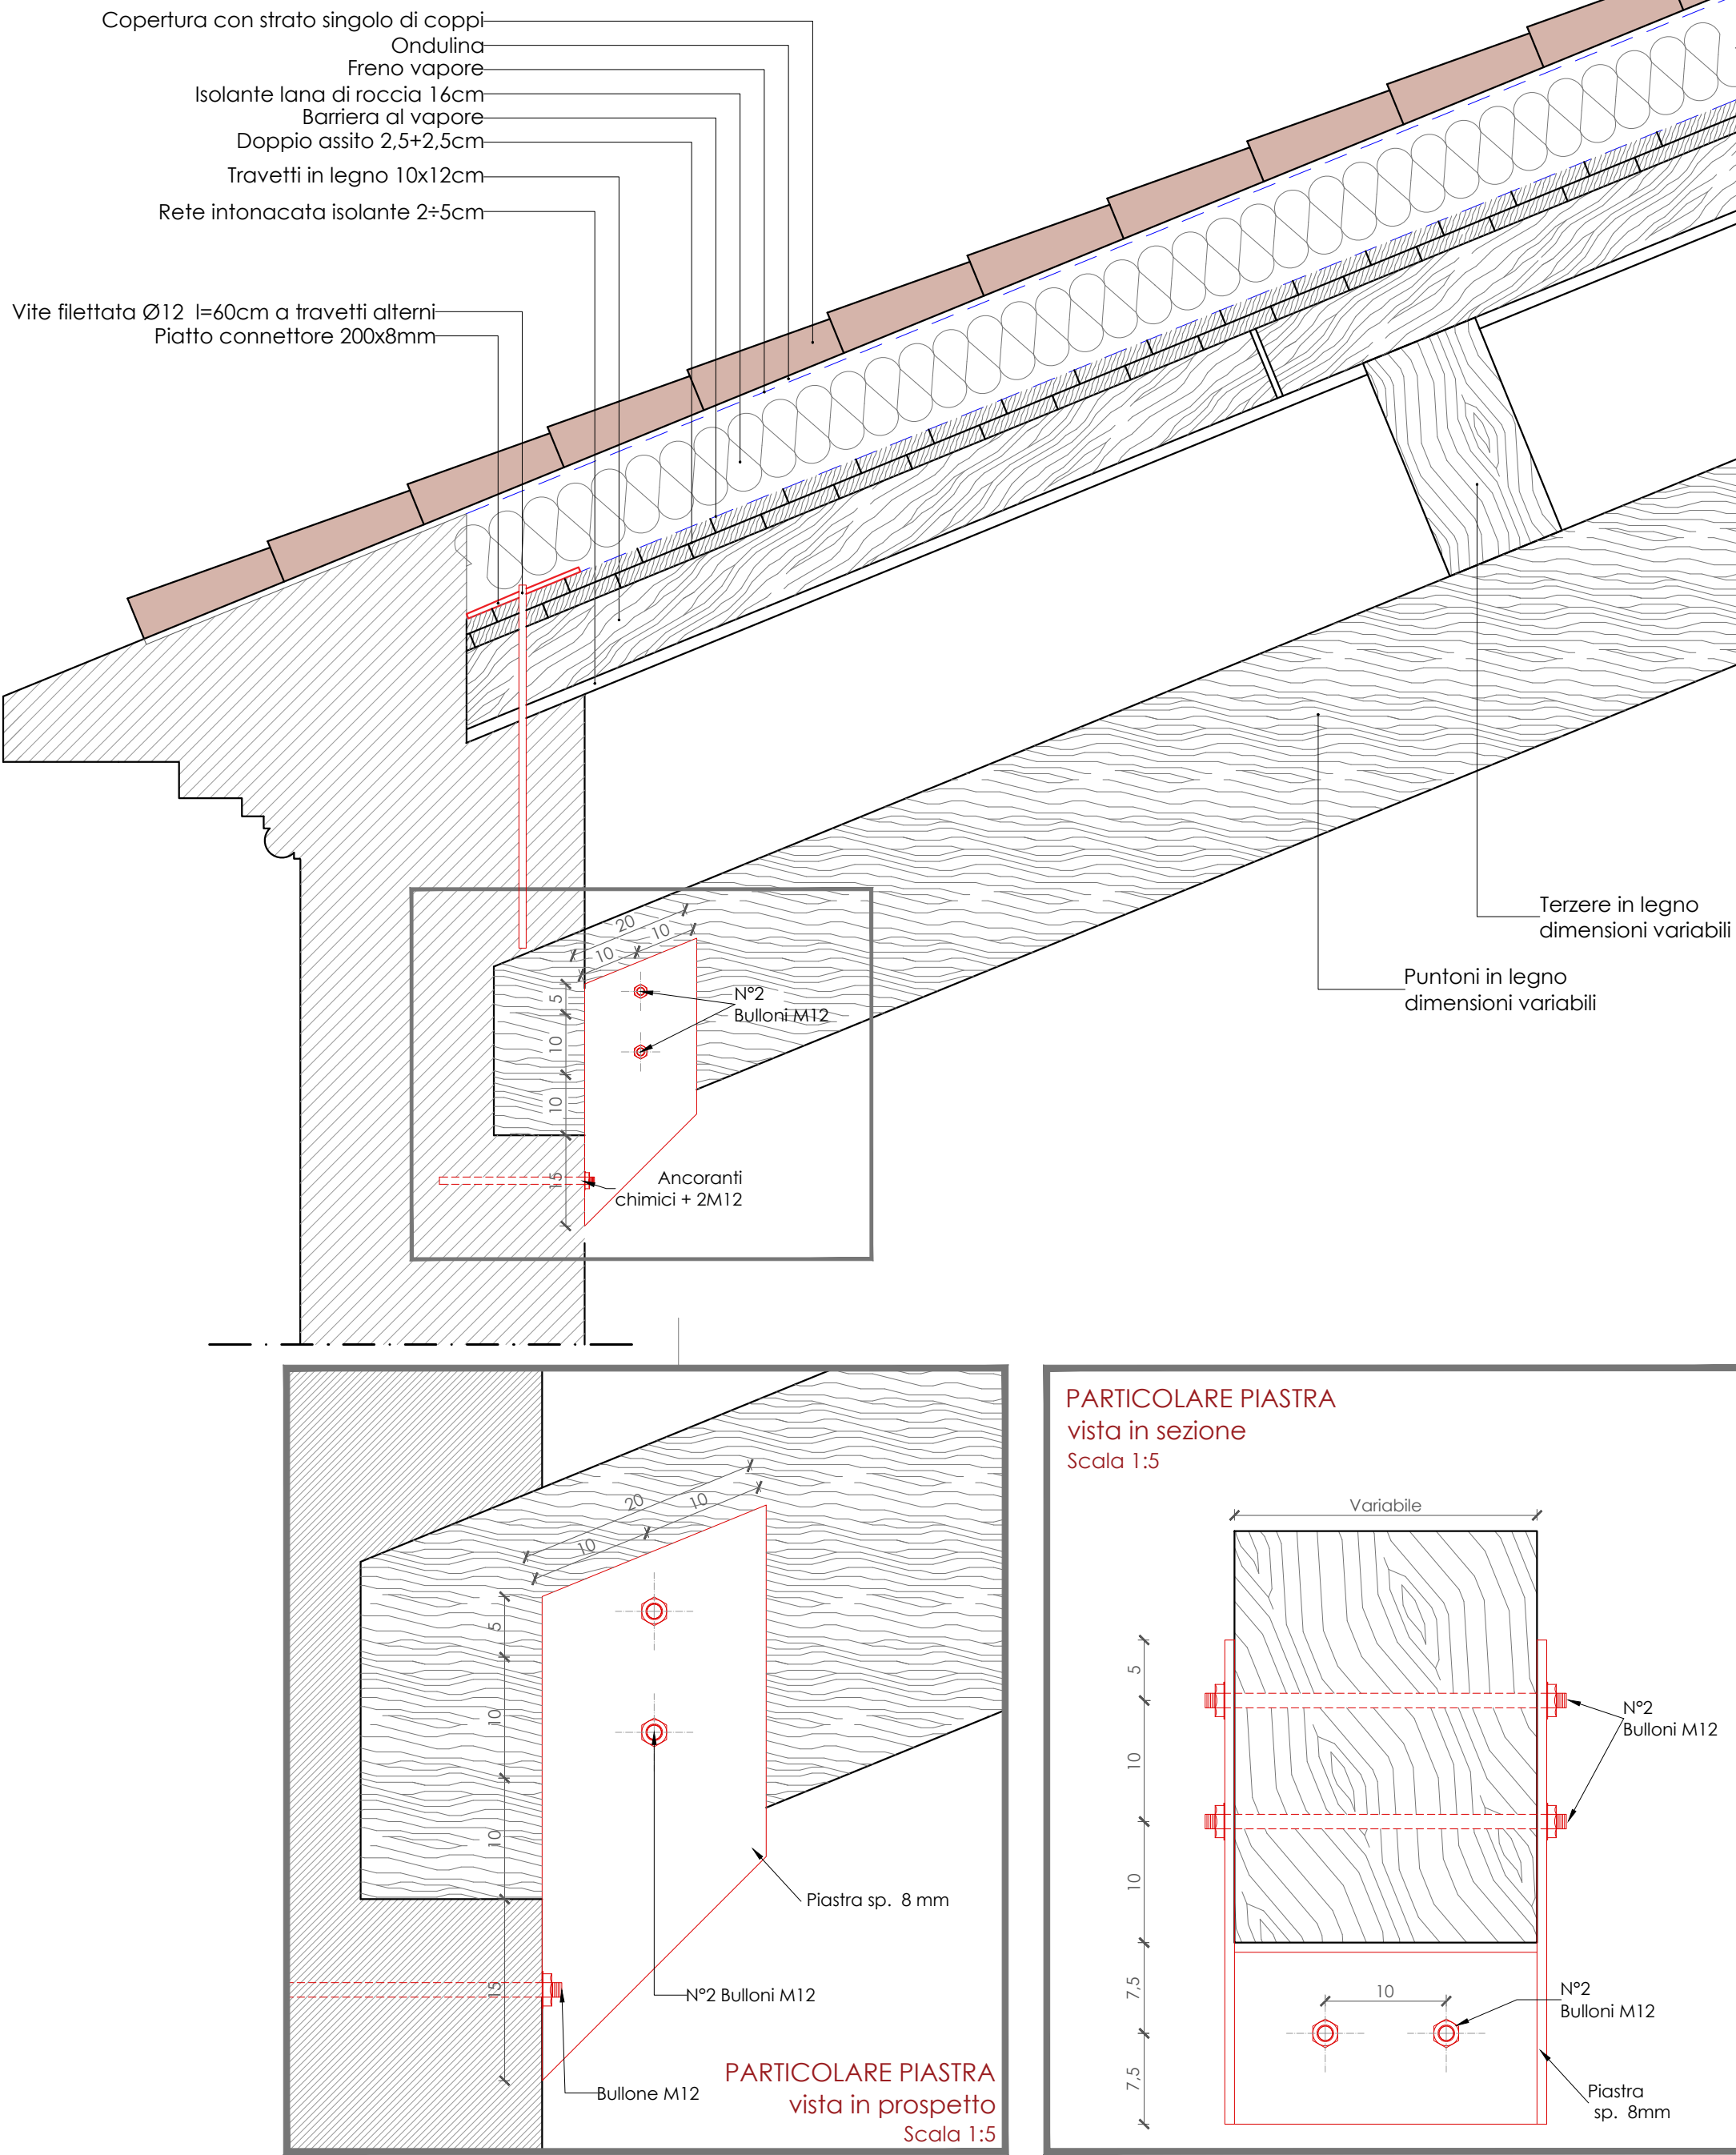 Copertura con strato singolo di coppi
Ondulina
Freno vapore
Isolante lana di roccia 16cm
Barriera al vapore
Doppio assito 2,5+2,5cm
Travetti in legno 10x12cm
Rete intonacata isolante 2÷5cm
Vite filettata Ø12 l=60cm a travetti alterni
Piatto connettore 200x8mm
Terzere in legno
dimensioni variabili
Puntoni in legno
dimensioni variabili
20
10
10
5
10
10
15
N°2
Bulloni M12
Ancoranti
chimici + 2M12
20
10
10
5
10
10
15
Piastra sp. 8 mm
N°2 Bulloni M12
Bullone M12
PARTICOLARE PIASTRA
vista in prospetto
Scala 1:5
PARTICOLARE PIASTRA
vista in sezione
Scala 1:5
Variabile
5
10
10
7,5
7,5
N°2
Bulloni M12
10
N°2
Bulloni M12
Piastra
sp. 8mm